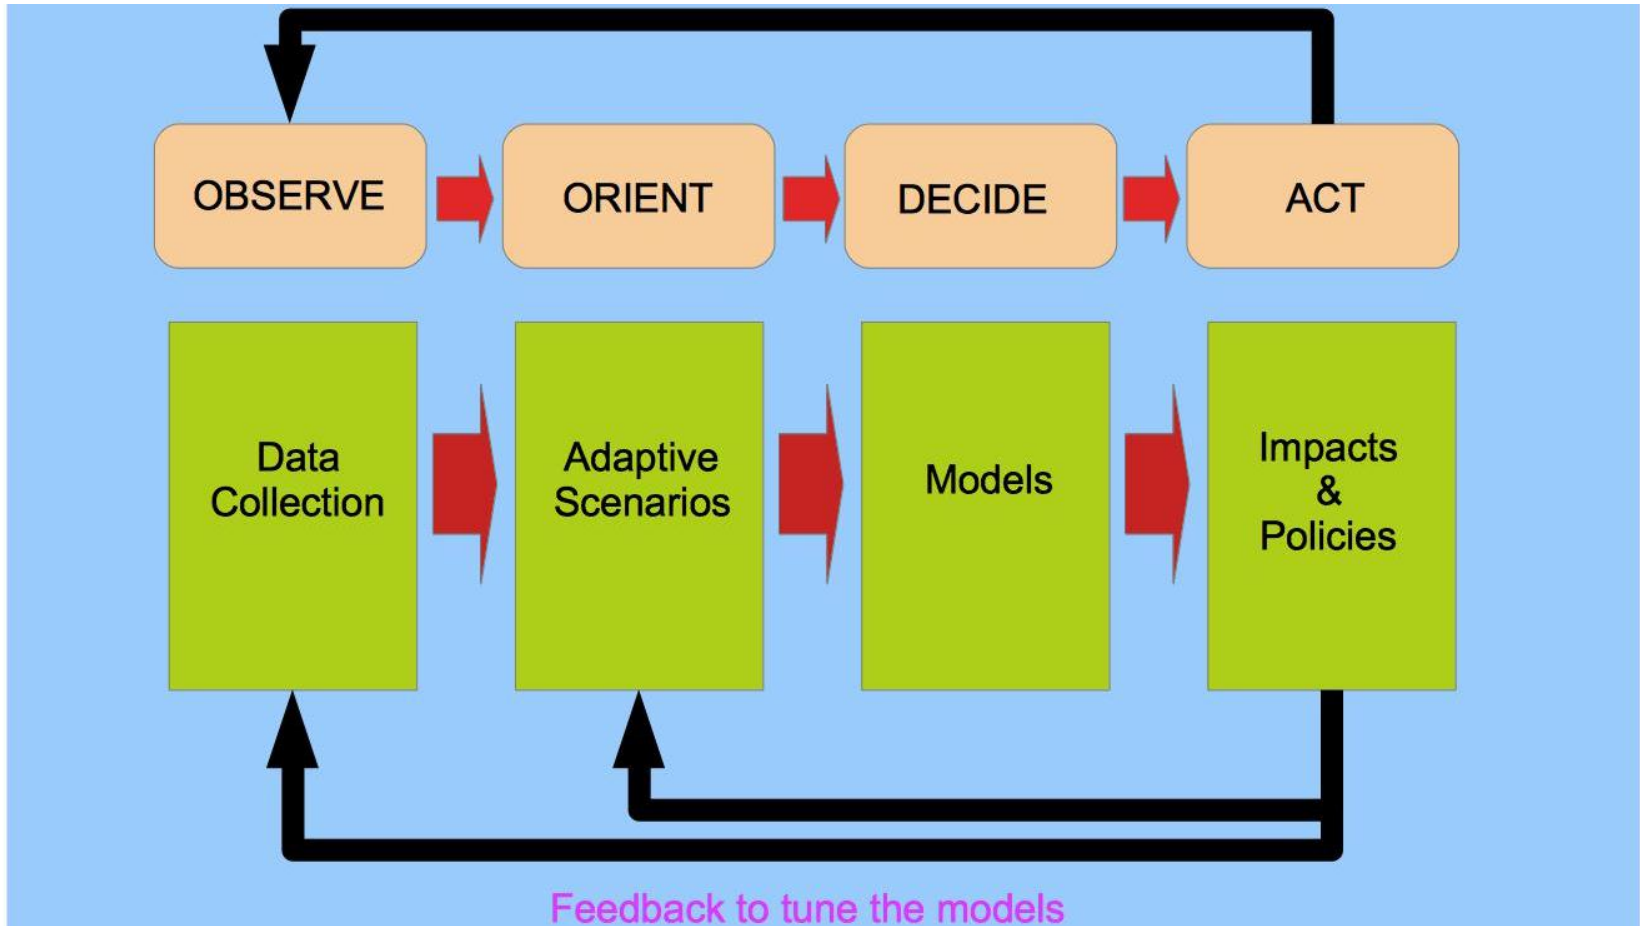 OBSERVE
ORIENT
DECIDE
ACT
Data
Collection
Adaptive
Scenarios
Models
Impacts
&
Policies
Feedback to tune the models